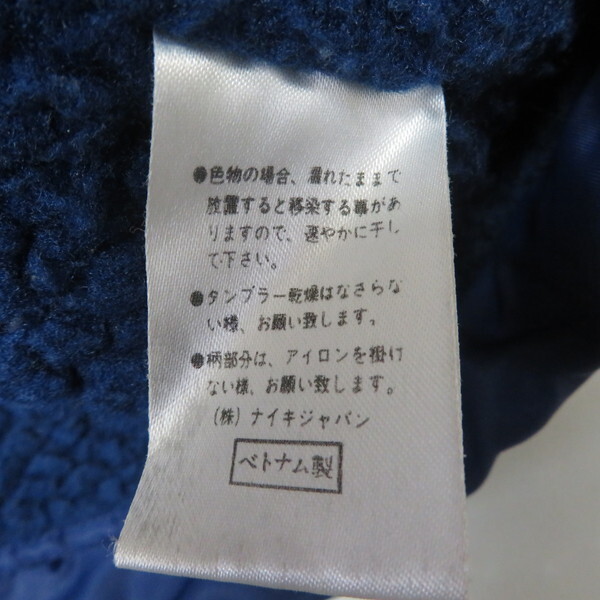 ●色物の場合、濡れたままで
放置すると移染する事があ
りますので、速やかに干し
て下さい。
●タンブラー乾燥はなさらな
い様、お願い致します。
●柄部分は、アイロンを掛け
ない様、お願い致します。
(株)ナイキジャパン
ベトナム製